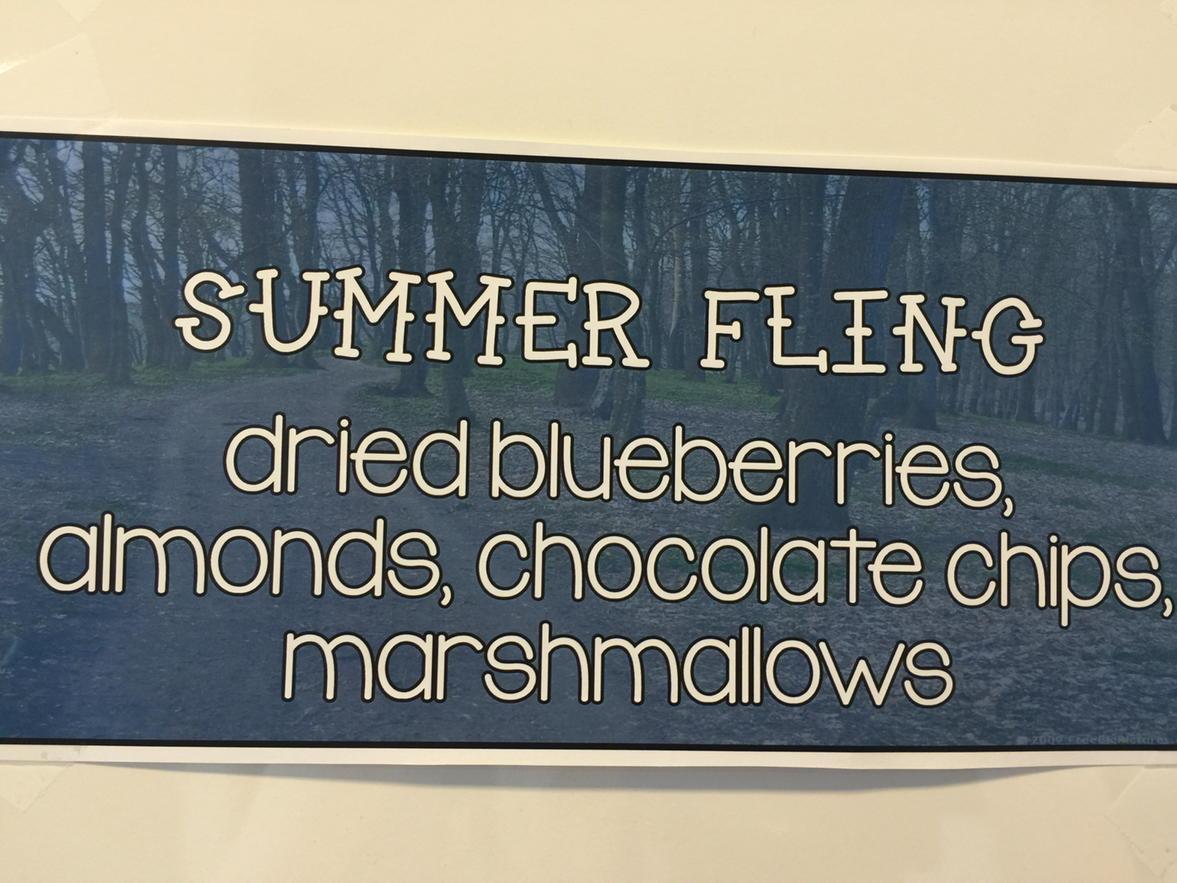 SUMMER FLING
dried blueberries,
almonds, chocolate chips,
marshmallows